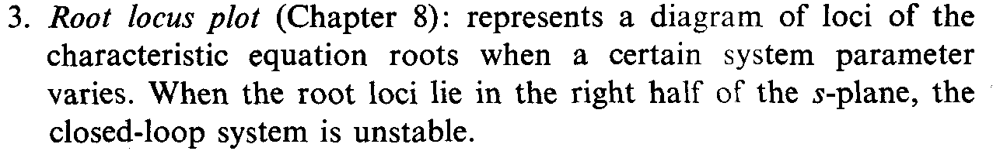 3. Root locus plot (Chapter 8): represents a diagram of loci of the
characteristic equation roots when a certain system parameter
varies. When the root loci lie in the right half of the s-plane, the
closed-loop system is unstable.